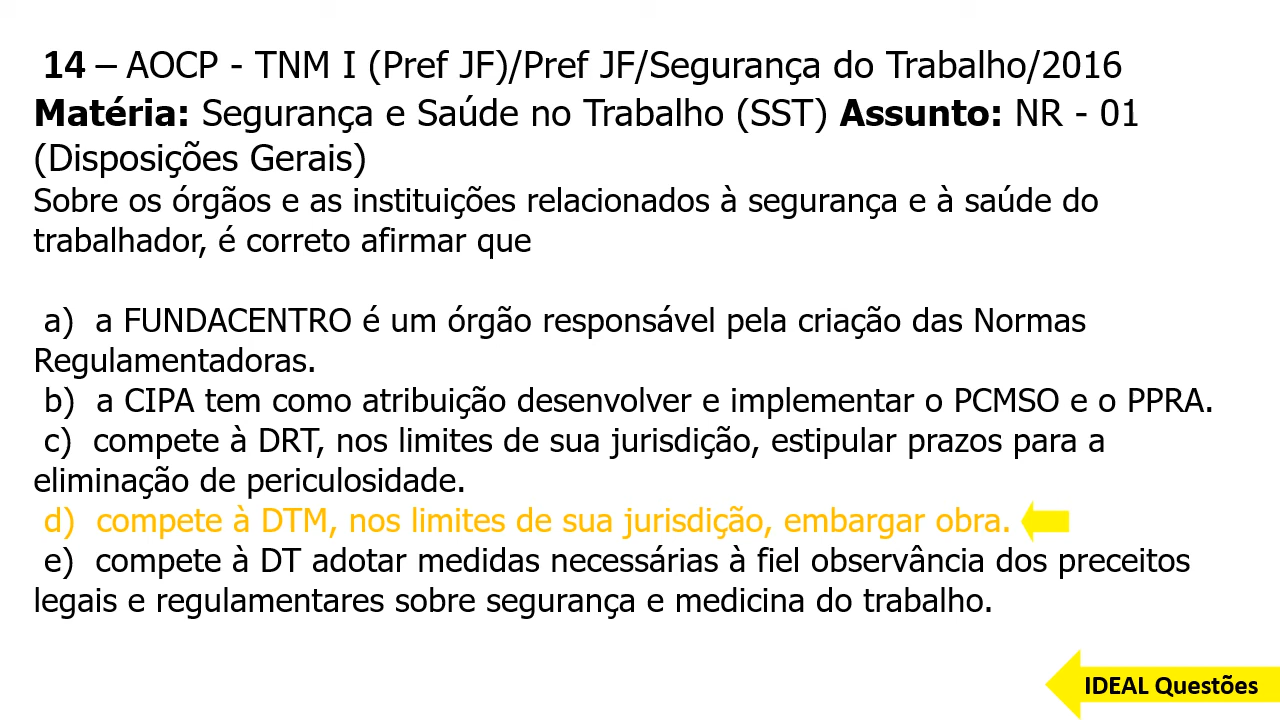 14 – AOCP - TNM I (Pref JF)/Pref JF/Segurança do Trabalho/2016
Matéria: Segurança e Saúde no Trabalho (SST) Assunto: NR - 01
(Disposições Gerais)
Sobre os órgãos e as instituições relacionados à segurança e à saúde do
trabalhador, é correto afirmar que
a) a FUNDACENTRO é um órgão responsável pela criação das Normas
Regulamentadoras.
b) a CIPA tem como atribuição desenvolver e implementar o PCMSO e o PPRA.
c) compete à DRT, nos limites de sua jurisdição, estipular prazos para a
eliminação de periculosidade.
d) compete à DTM, nos limites de sua jurisdição, embargar obra.
e) compete à DT adotar medidas necessárias à fiel observância dos preceitos
legais e regulamentares sobre segurança e medicina do trabalho.
IDEAL Questões